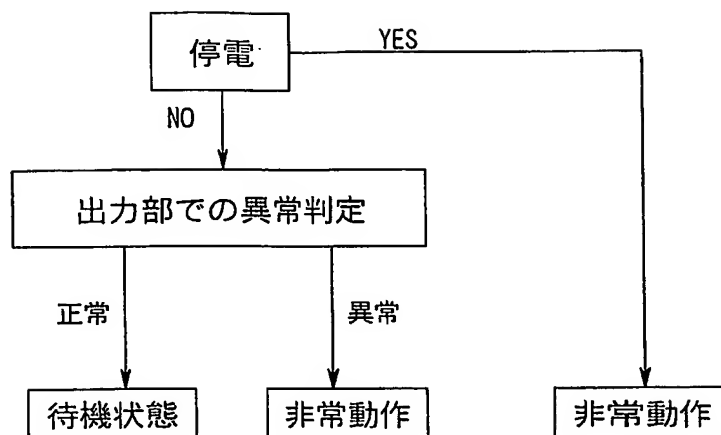 停電
YES
NO
出力部での異常判定
正常
異常
待機状態
非常動作
非常動作